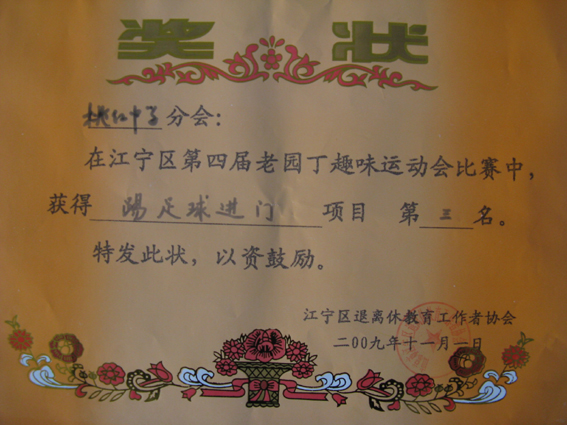 奖状
桃红中学分会:
在江宁区第四届老园丁趣味运动会比赛中,
获得踢足球进门项目 第三名。
特发此状,以资鼓励。
江宁区退离休教育工作者协会
二00九年十一月一日